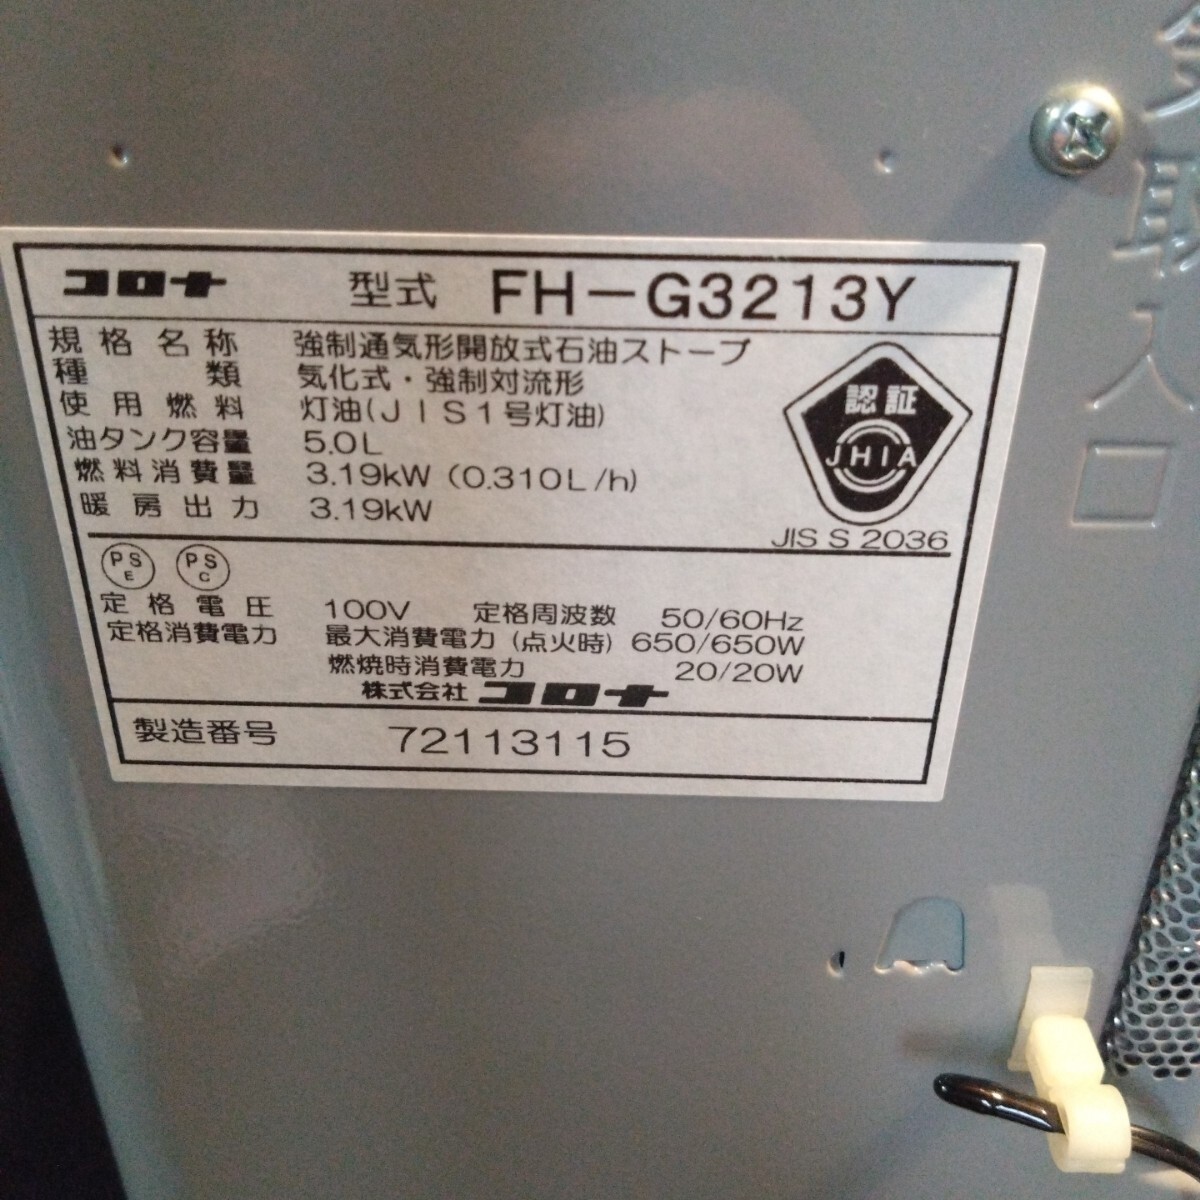 コロナ 型式 FH-G3213Y
規格名称 強制通気形開放式石油ストーブ
種類 気化式・強制対流形
使用燃料 灯油(JIS1号灯油)
油タンク容量 5.0L
燃料消費量 3.19kW (0.310L/h)
暖房出力 3.19kW
認証
JHIA
JIS S 2036
PS E PS C
定格電圧 100V 定格周波数 50/60Hz
定格消費電力 最大消費電力(点火時) 650/650W
燃焼時消費電力 20/20W
株式会社 コロナ
製造番号 72113115
取入口